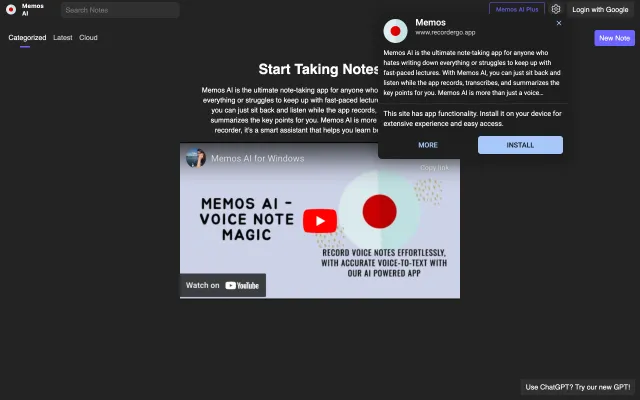 Memos AI
Search Notes
Memos AI Plus
Login with Google
Categorized
Latest
Cloud
New Note
Memos
www.recordergo.app
Memos AI is the ultimate note-taking app for anyone who
hates writing down everything or struggles to keep up with
fast-paced lectures. With Memos AI, you can just sit back and
listen while the app records, transcribes, and summarizes the
key points for you. Memos AI is more than just a voice...
This site has app functionality. Install it on your device for
extensive experience and easy access.
MORE
INSTALL
Start Taking Notes
Memos AI is the ultimate note-taking app for anyone who
everything or struggles to keep up with fast-paced
you can just sit back and listen while the app records,
summarizes the key points for you. Memos AI is more
recorder, it's a smart assistant that helps you learn
Memos AI for Windows
Copy link
MEMOS AI -
VOICE NOTE
MAGIC
RECORD VOICE NOTES EFFORTLESSLY,
WITH ACCURATE VOICE-TO-TEXT WITH
OUR AI POWERED APP
Watch on YouTube
Use ChatGPT? Try our new GPT!